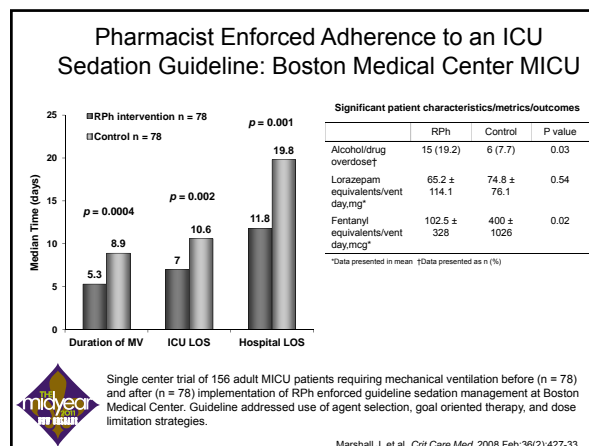 Pharmacist Enforced Adherence to an ICU
Sedation Guideline: Boston Medical Center MICU
25
20
15
10
5
0
Median Time (days)
RPh intervention n = 78
Control n = 78
p = 0.0004
5.3
8.9
p = 0.002
7
10.6
p = 0.001
11.8
19.8
Duration of MV
ICU LOS
Hospital LOS
Significant patient characteristics/metrics/outcomes
RPh Control P value
Alcohol/drug overdose† 15 (19.2) 6 (7.7) 0.03
Lorazepam 65.2 ± 74.8 ± 0.54
equivalents/vent 114.1 76.1
day,mg*
Fentanyl 102.5 ± 400 ± 0.02
equivalents/vent 328 1026
day,mcg*
*Data presented in mean †Data presented as n (%)
THE
midyear
2011
NEW ORLEANS
Single center trial of 156 adult MICU patients requiring mechanical ventilation before (n = 78)
and after (n = 78) implementation of RPh enforced guideline sedation management at Boston
Medical Center. Guideline addressed use of agent selection, goal oriented therapy, and dose
limitation strategies.
Marshall J, et al. Crit Care Med. 2008 Feb;36(2):427-33.